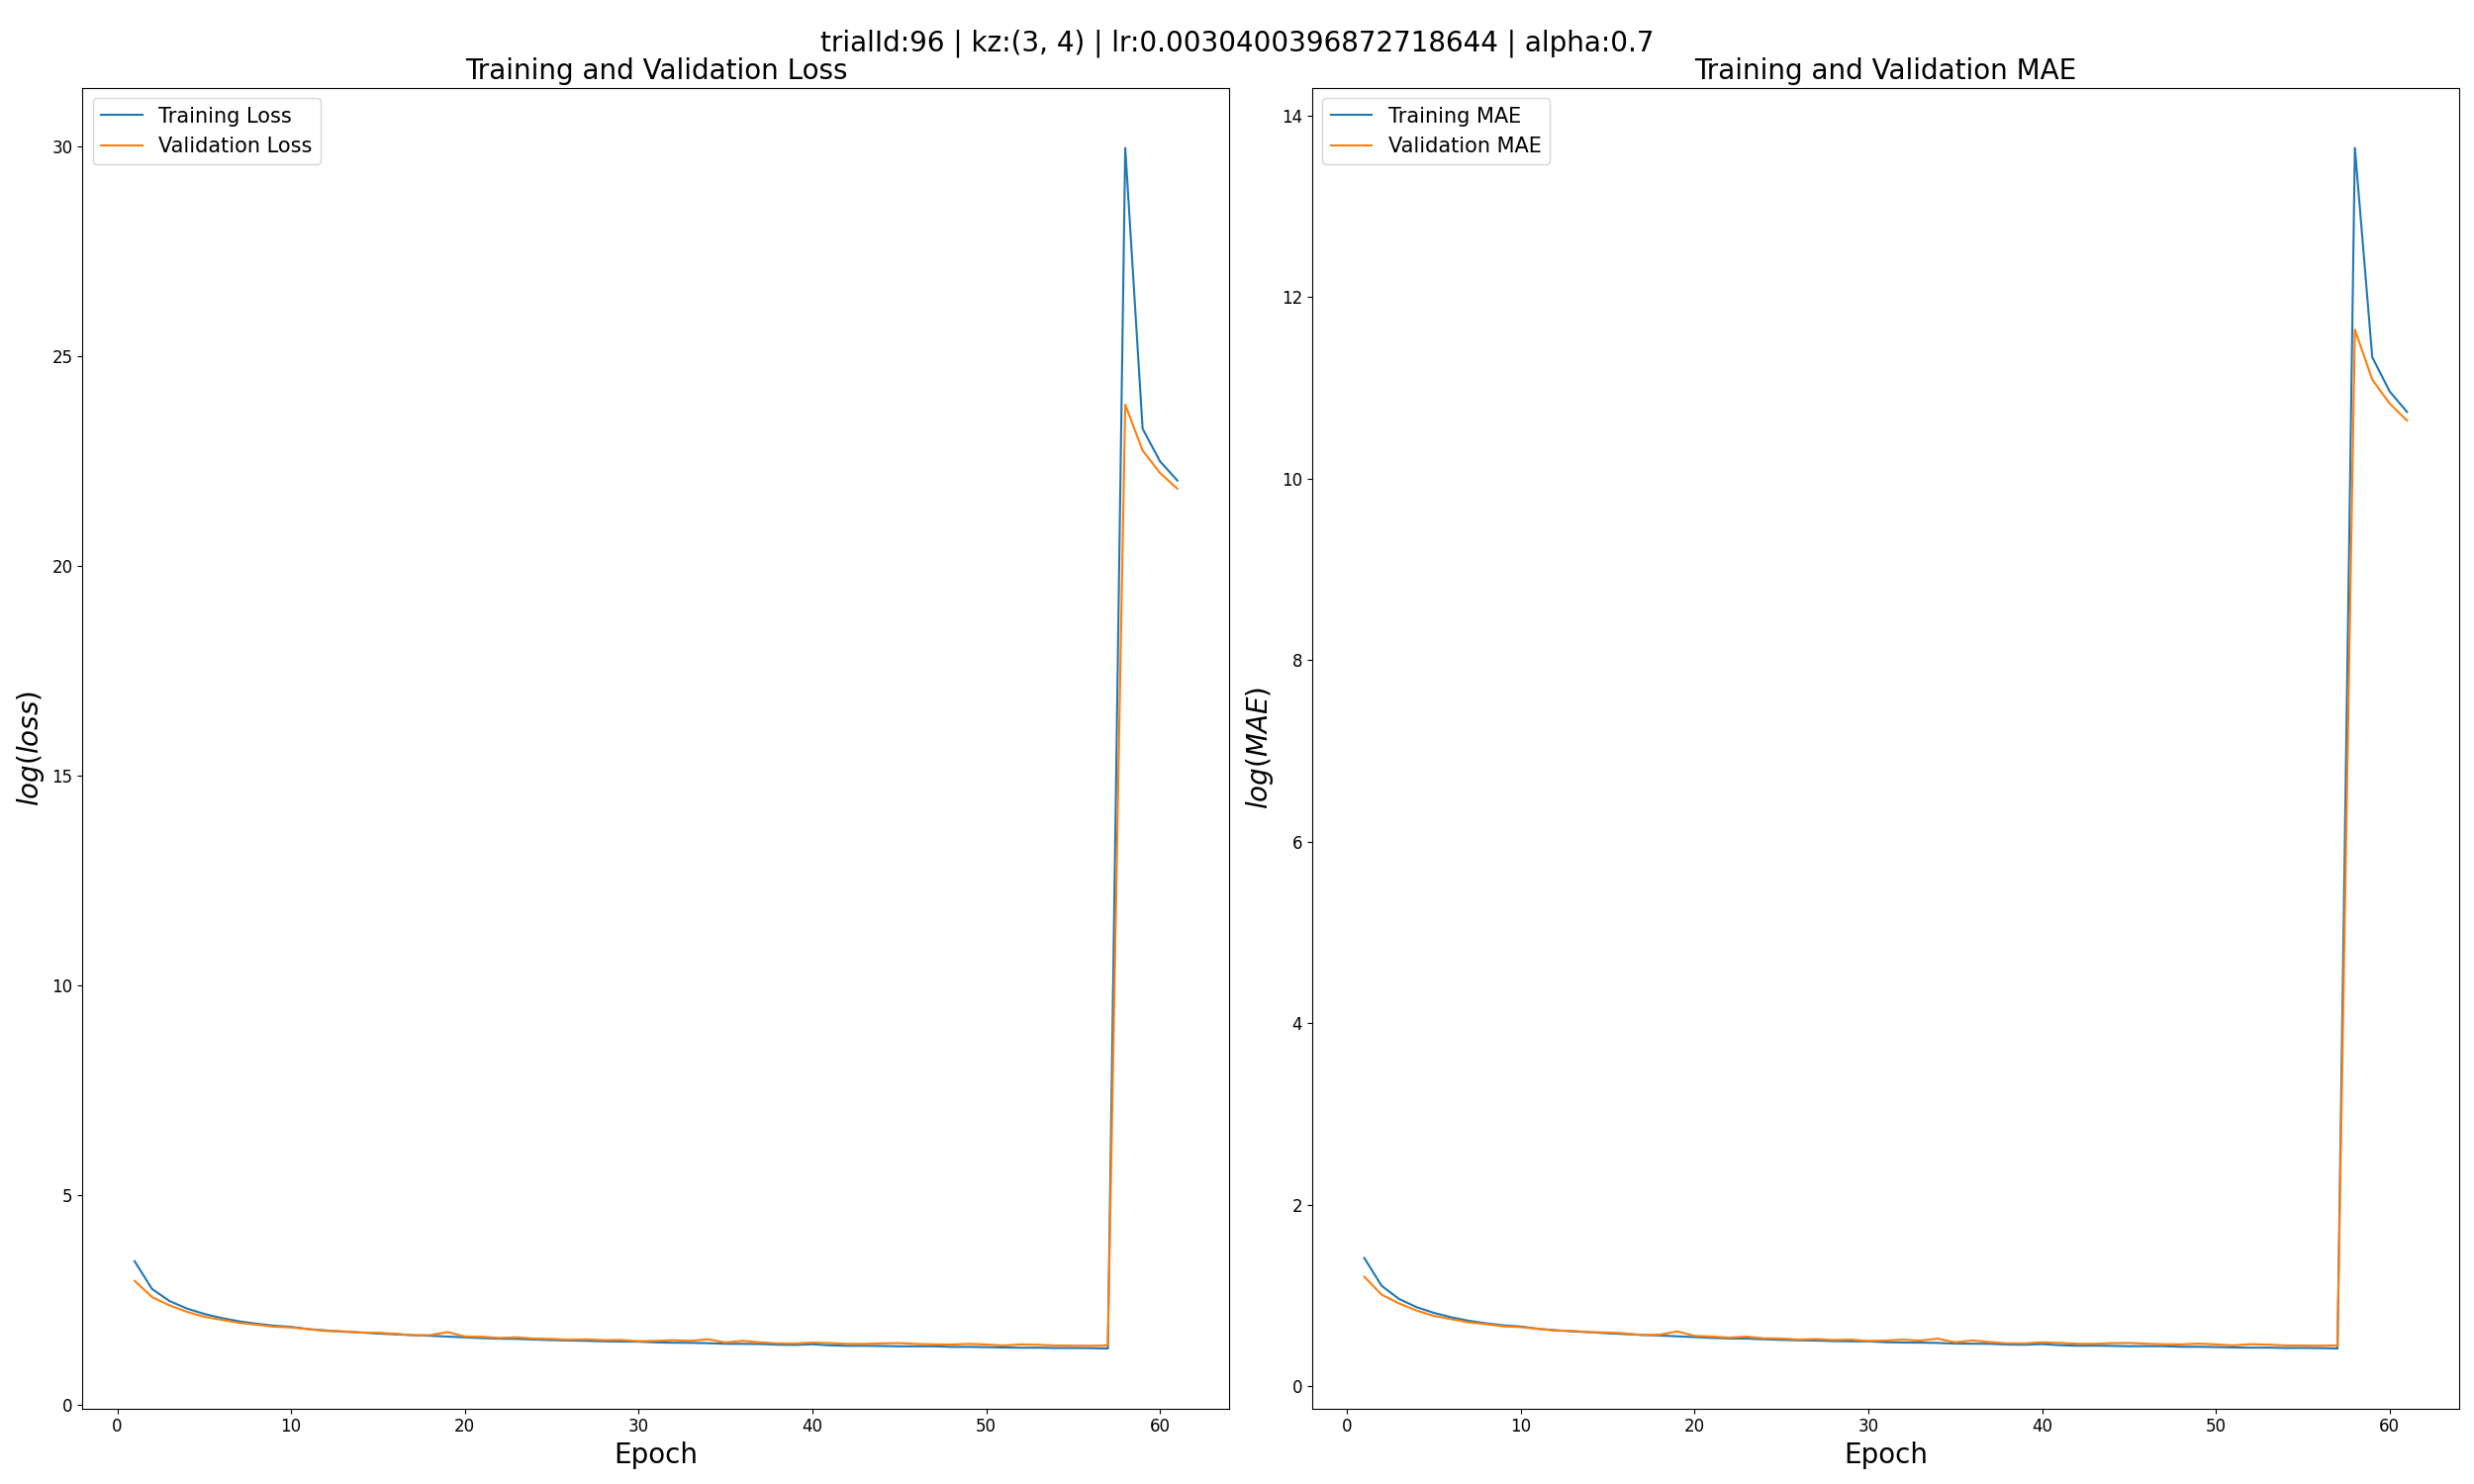 trialId:96 | kz:(3, 4) | lr:0.0030400396872718644 | alpha:0.7
Training and Validation Loss
Training Loss
Validation Loss
30
25
20
15
10
5
0
log(loss)
0 10 20 30 40 50 60
Epoch
Training and Validation MAE
Training MAE
Validation MAE
14
12
10
8
6
4
2
0
log(MAE)
0 10 20 30 40 50 60
Epoch